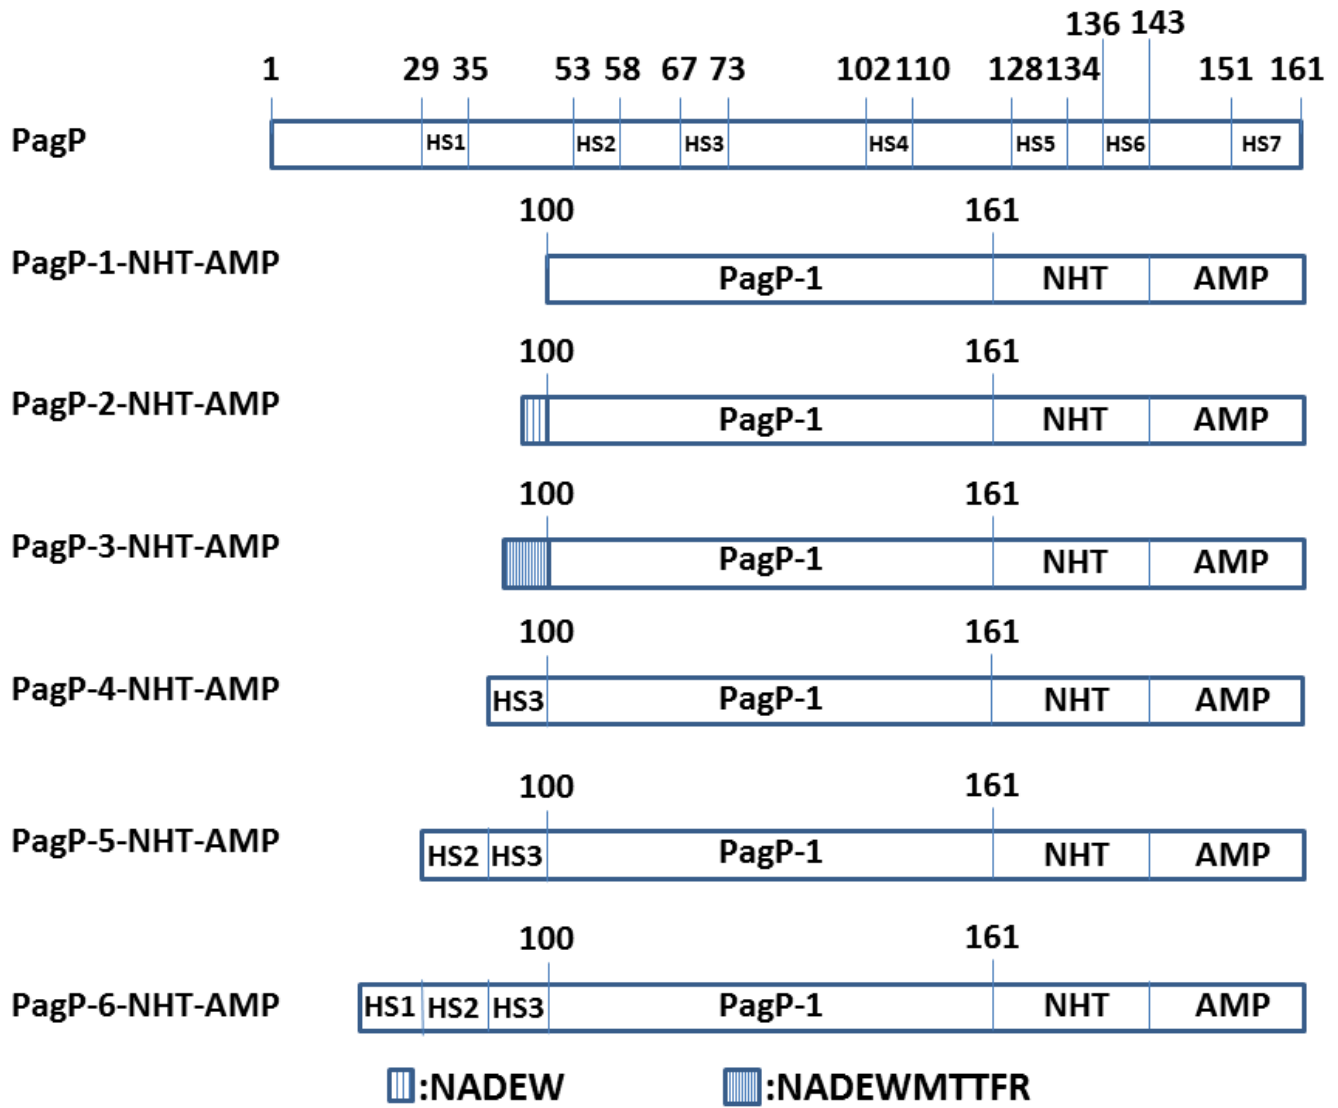 136 143
1 29 35 53 58 67 73 102 110 128 134 151 161
PagP HS1 HS2 HS3 HS4 HS5 HS6 HS7
100 161
PagP-1-NHT-AMP PagP-1 NHT AMP
100 161
PagP-2-NHT-AMP PagP-1 NHT AMP
100 161
PagP-3-NHT-AMP PagP-1 NHT AMP
100 161
PagP-4-NHT-AMP HS3 PagP-1 NHT AMP
100 161
PagP-5-NHT-AMP HS2 HS3 PagP-1 NHT AMP
100 161
PagP-6-NHT-AMP HS1 HS2 HS3 PagP-1 NHT AMP
:NADEW :NADEWMTTFR